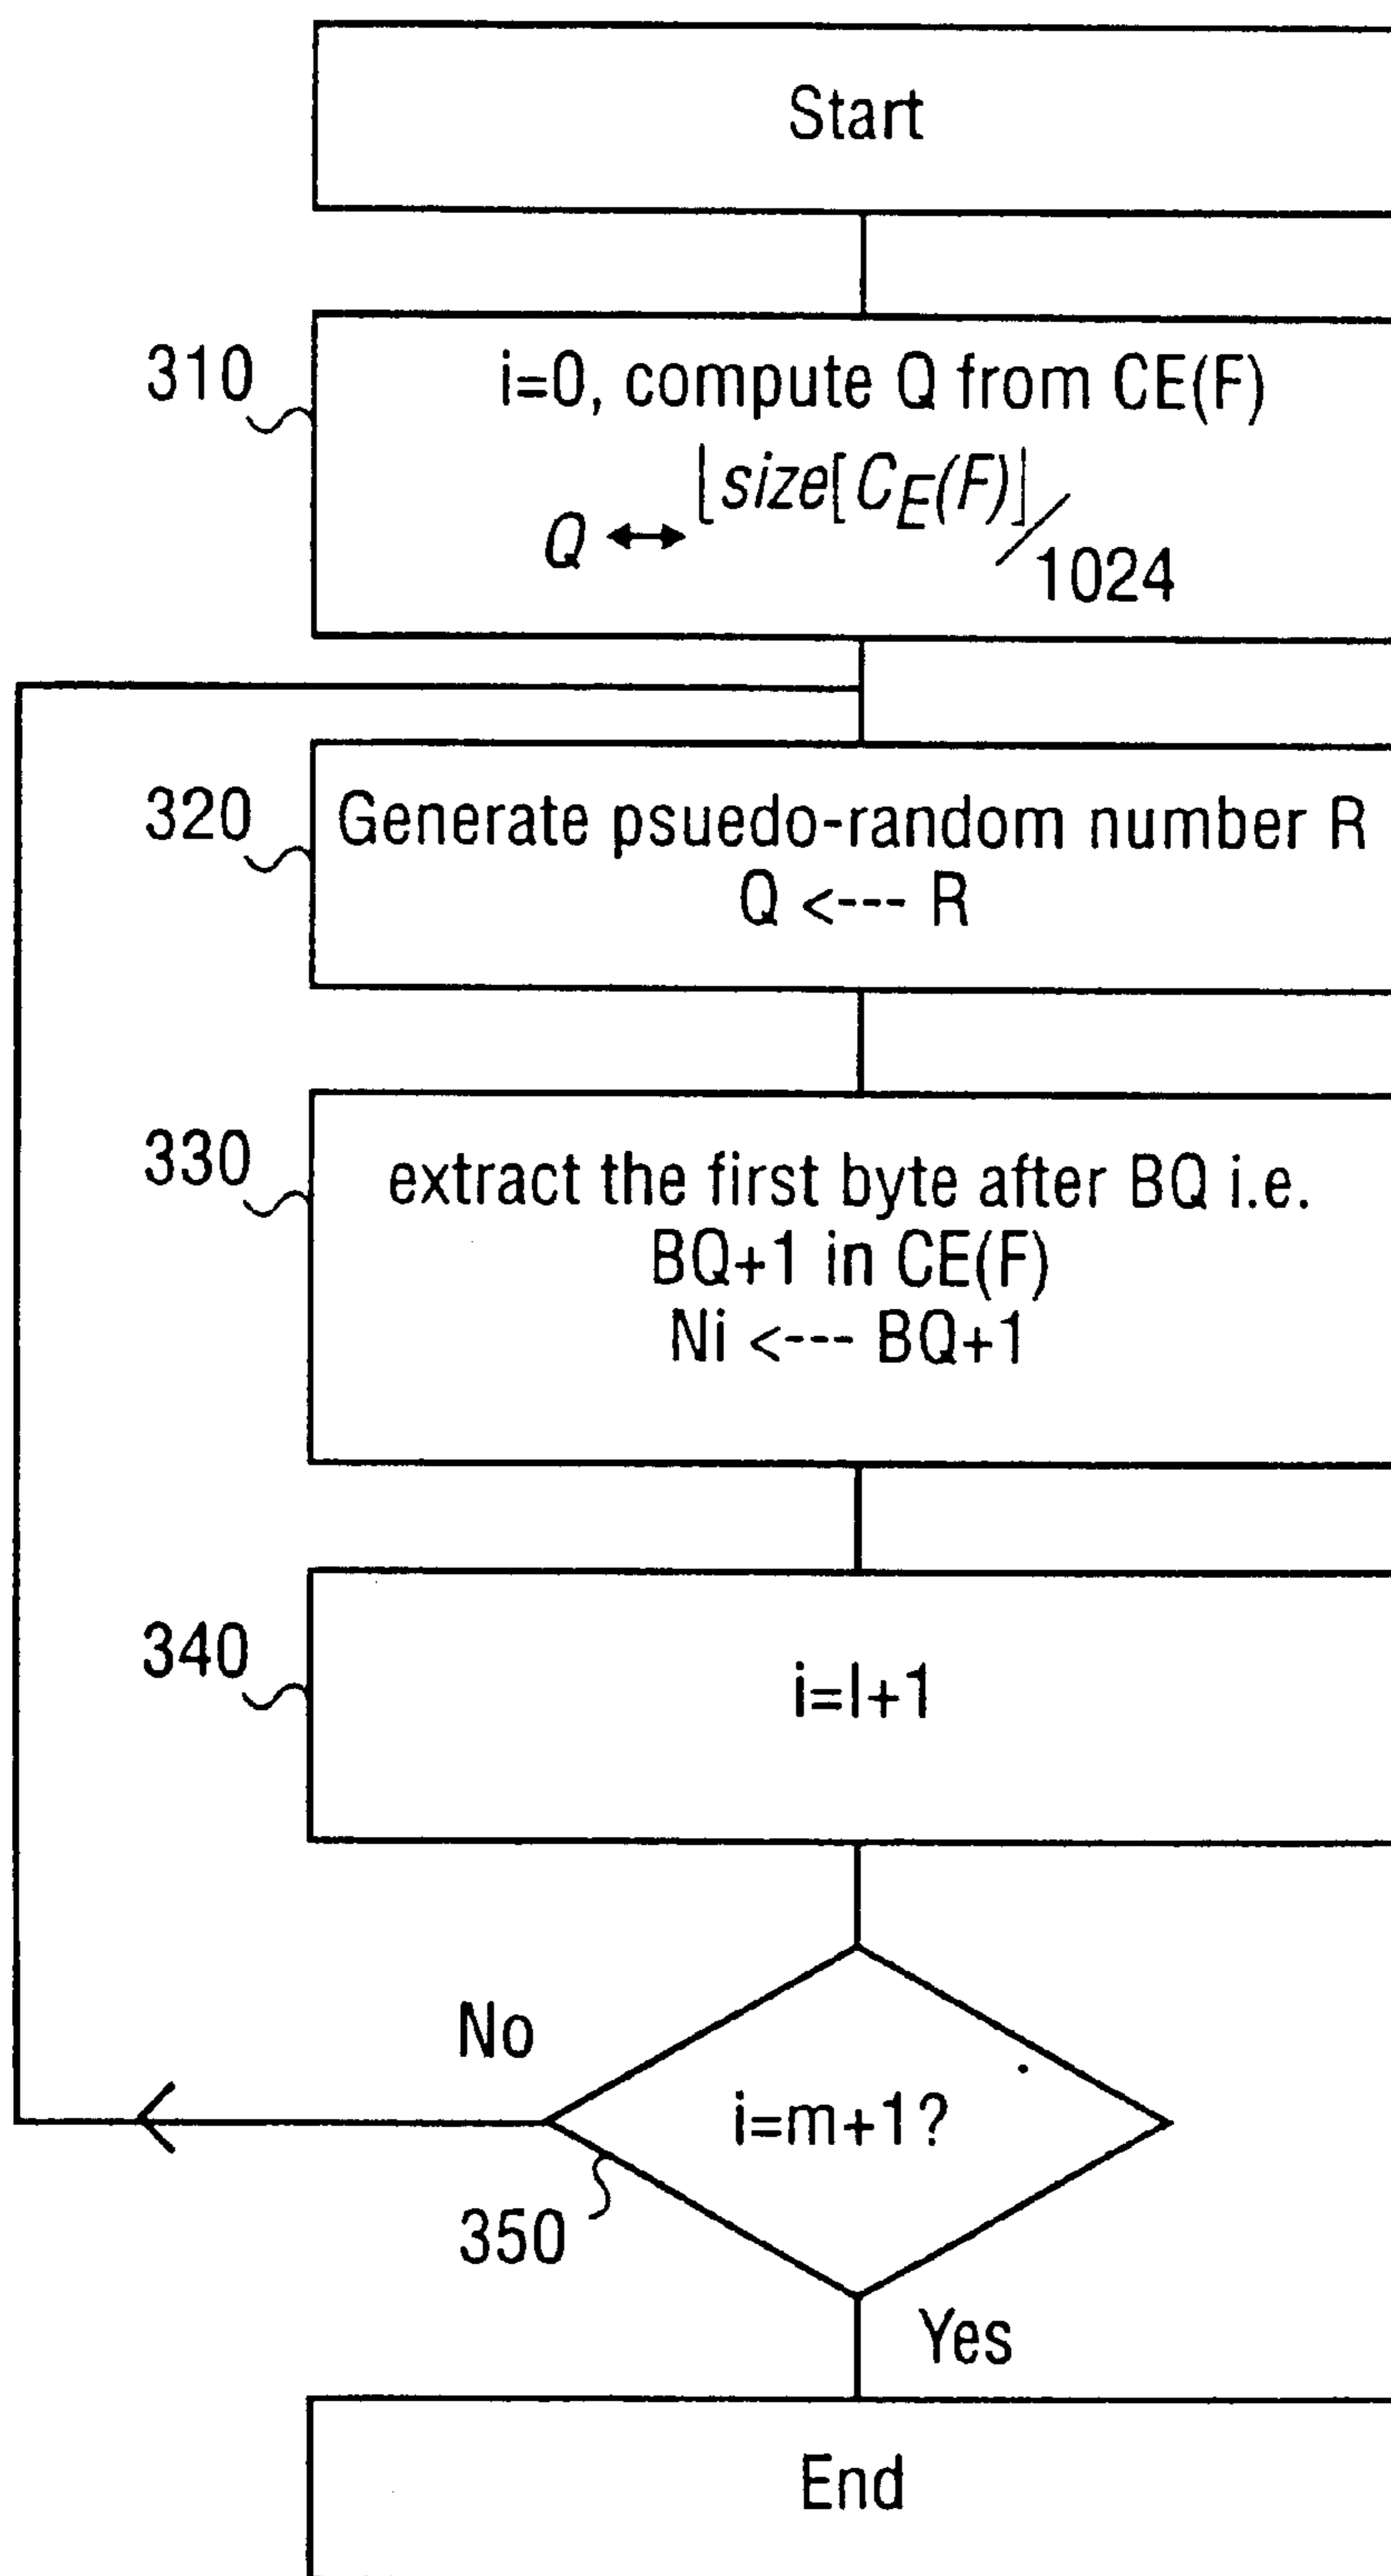 Start
310
i=0, compute Q from CE(F)
Q ↔ ⌊size[CE(F)⌋/1024
320
Generate psuedo-random number R
Q <--- R
330
extract the first byte after BQ i.e.
BQ+1 in CE(F)
Ni <--- BQ+1
340
i=I+1
No
i=m+1?
350
Yes
End